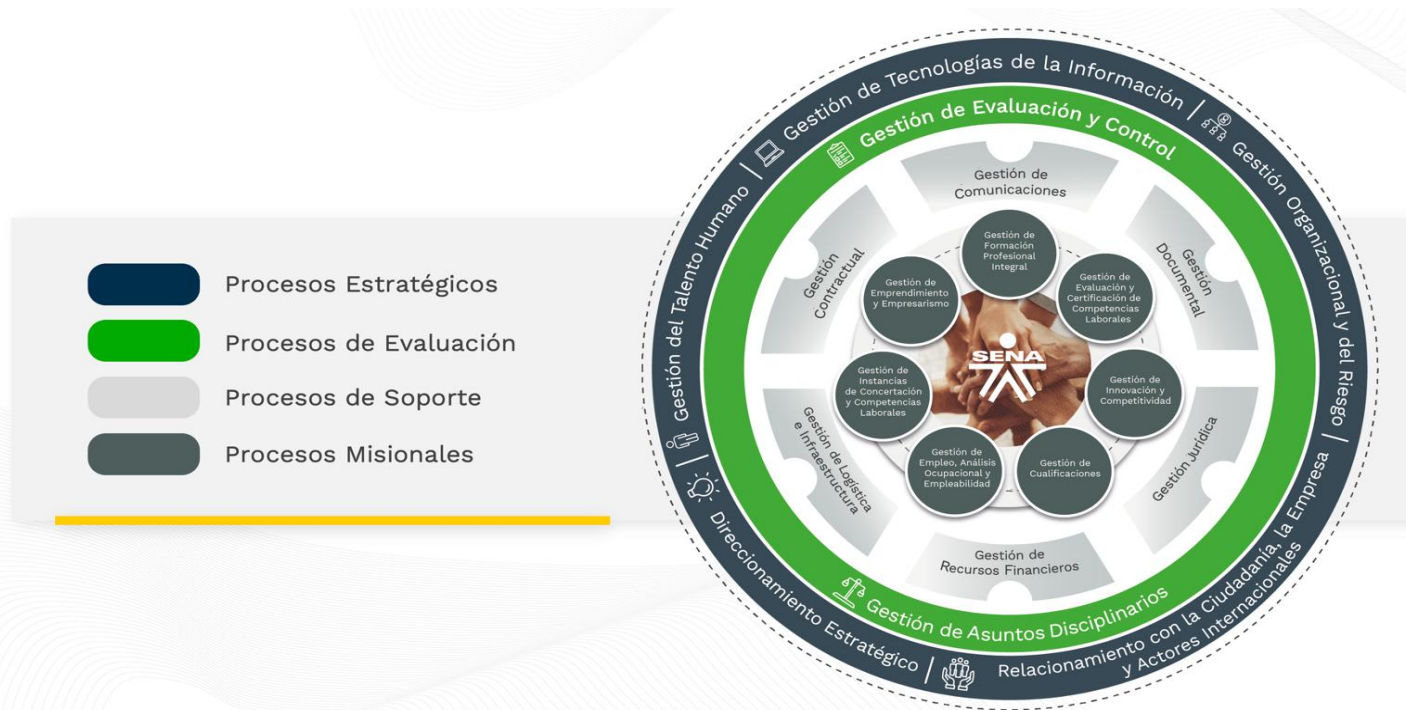 Procesos Estratégicos
Procesos de Evaluación
Procesos de Soporte
Procesos Misionales
Gestión de Tecnologías de la Información
Gestión Organizacional y del Riesgo
Relacionamiento con la Ciudadanía, la Empresa
y Actores Internacionales
Direccionamiento Estratégico
Gestión del Talento Humano
Gestión de Evaluación y Control
Gestión de Asuntos Disciplinarios
Gestión de
Comunicaciones
Gestión
Documental
Gestión Jurídica
Gestión de
Recursos Financieros
Gestión de Logística
e Infraestructura
Gestión
Contractual
Gestión de
Formación
Profesional
Integral
Gestión de
Evaluación y
Certificación de
Competencias
Laborales
Gestión de
Innovación y
Competitividad
Gestión de
Cualificaciones
Gestión de
Empleo, Análisis
Ocupacional y
Empleabilidad
Gestión de
Instancias
de Concertación
y Competencias
Laborales
Gestión de
Emprendimiento
y Empresarismo
SENA